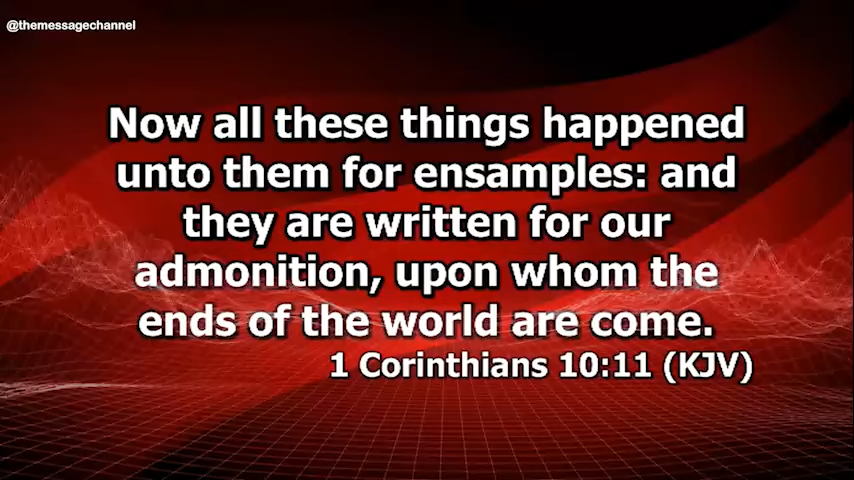 @themessagechannel
Now all these things happened
unto them for ensamples: and
they are written for our
admonition, upon whom the
ends of the world are come.
1 Corinthians 10:11 (KJV)